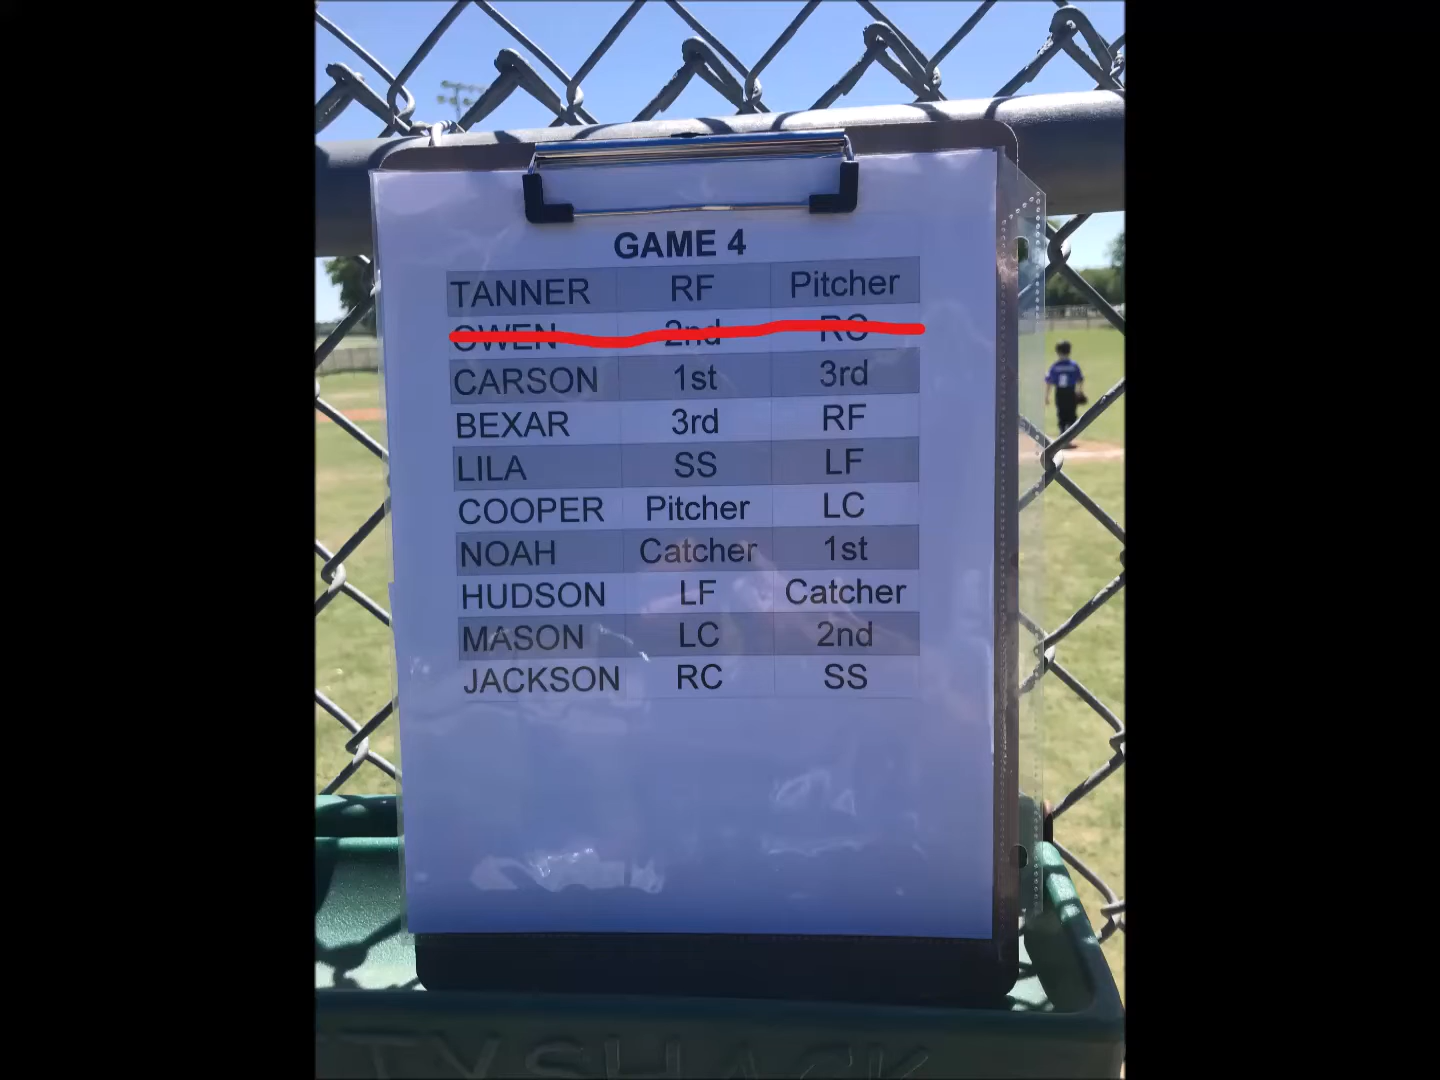 GAME 4
TANNER RF Pitcher
OWEN 2nd RC
CARSON 1st 3rd
BEXAR 3rd RF
LILA SS LF
COOPER Pitcher LC
NOAH Catcher 1st
HUDSON LF Catcher
MASON LC 2nd
JACKSON RC SS